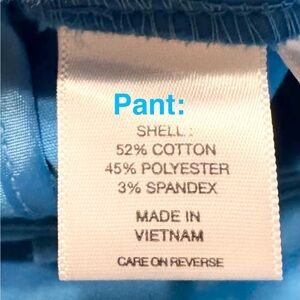 Pant:
SHELL:
52% COTTON
45% POLYESTER
3% SPANDEX
MADE IN
VIETNAM
CARE ON REVERSE